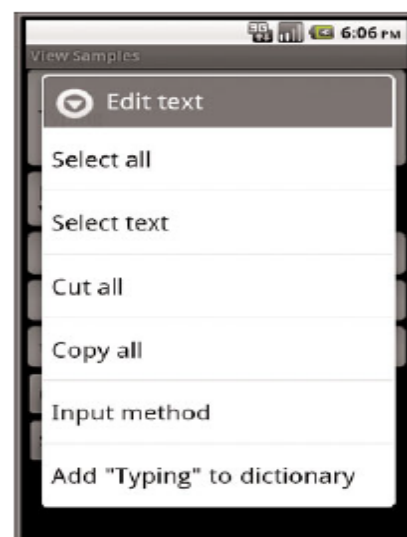 3G 6:06 PM
View Samples
Edit text
Select all
Select text
Cut all
Copy all
Input method
Add "Typing" to dictionary